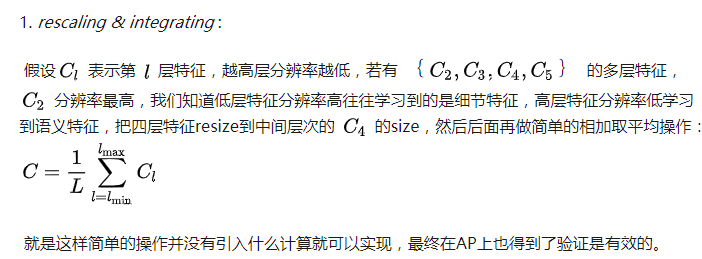 1. rescaling & integrating:
假设 C_l 表示第 l 层特征，越高层分辨率越低，若有 { C_2, C_3, C_4, C_5 } 的多层特征，
C_2 分辨率最高，我们知道低层特征分辨率高往往学习到的是细节特征，高层特征分辨率低学习
到语义特征，把四层特征resize到中间层次的 C_4 的size，然后后面再做简单的相加取平均操作：
C = \frac{1}{L} \sum_{l=l_{\min}}^{l_{\max}} C_l
就是这样简单的操作并没有引入什么计算就可以实现，最终在AP上也得到了验证是有效的。